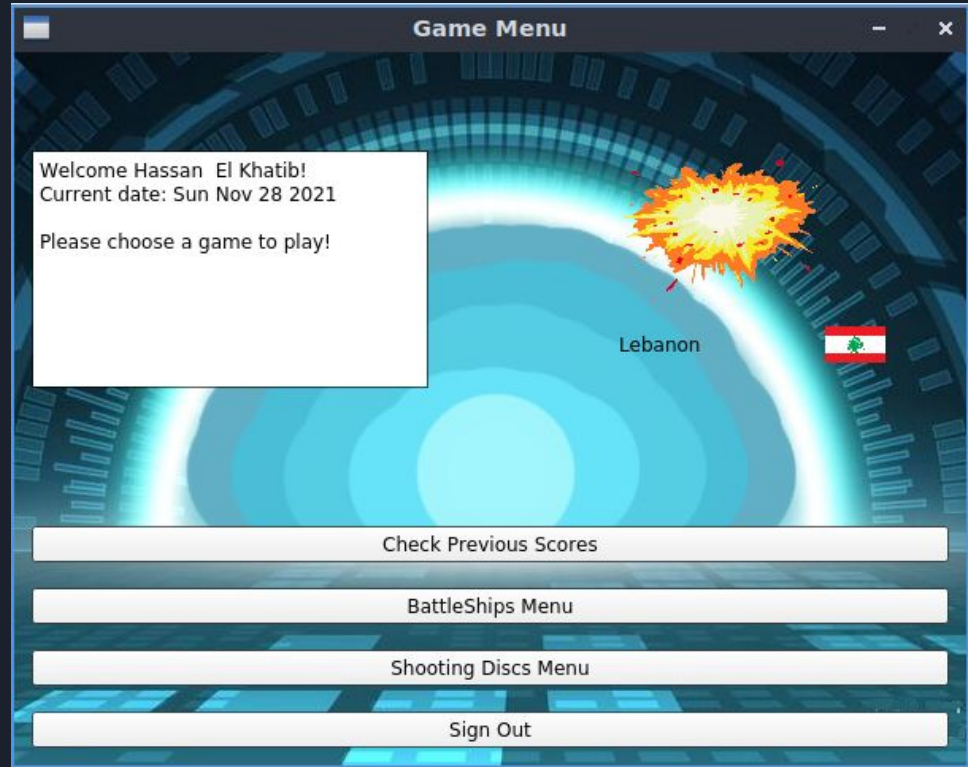 Game Menu
Welcome Hassan  El Khatib!
Current date: Sun Nov 28 2021
Please choose a game to play!
Lebanon
Check Previous Scores
BattleShips Menu
Shooting Discs Menu
Sign Out